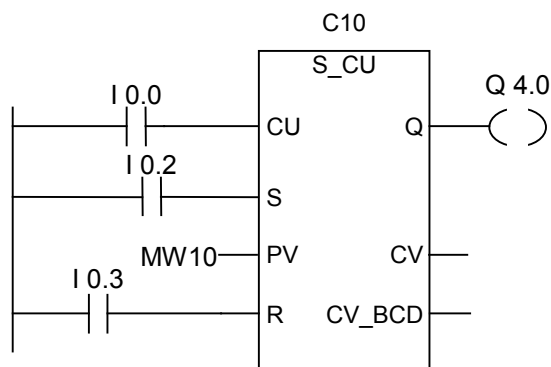 C10
S_CU
I 0.0
Q 4.0
CU
Q
I 0.2
S
MW10
PV
CV
I 0.3
R
CV_BCD